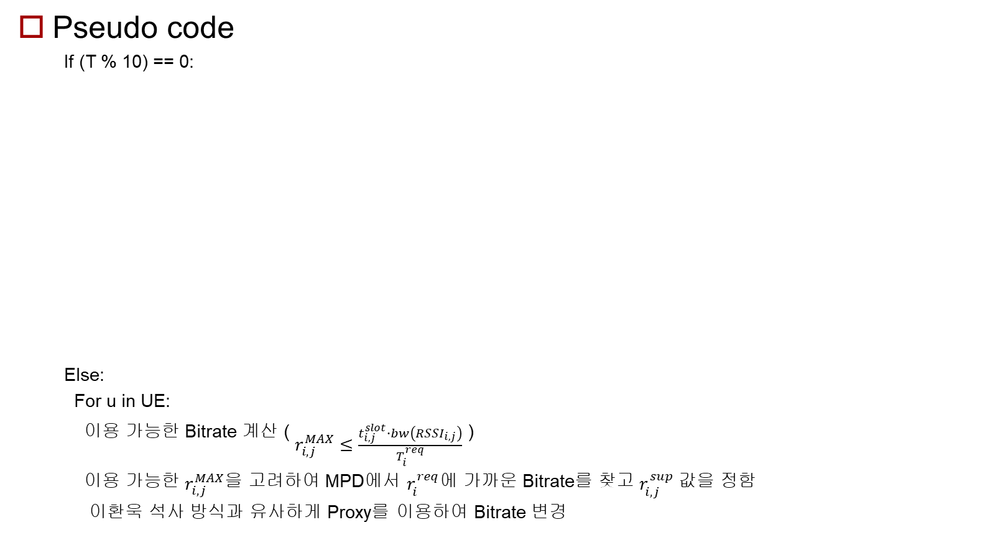 Pseudo code
If (T % 10) == 0:
Else:
For u in UE:
이용 가능한 Bitrate 계산 ( r_{i,j}^{MAX} ≤ \frac{t_{i,j}^{slot}·bw(RSSI_{i,j})}{T_i^{req}} )
이용 가능한 r_{i,j}^{MAX}을 고려하여 MPD에서 r_i^{req}에 가까운 Bitrate를 찾고 r_{i,j}^{sup} 값을 정함
이환욱 석사 방식과 유사하게 Proxy를 이용하여 Bitrate 변경